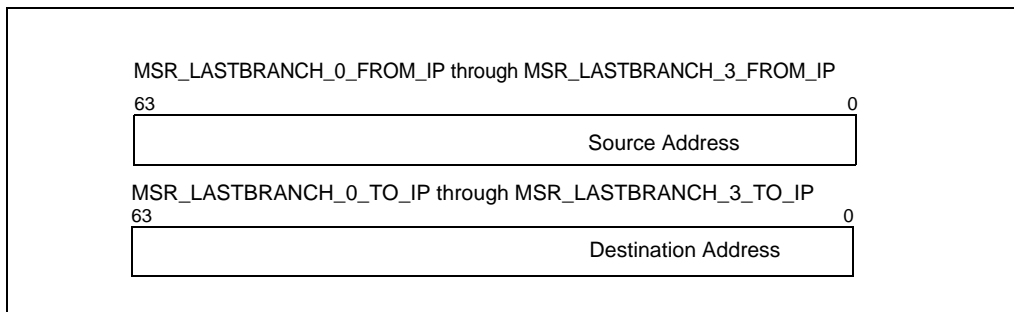 MSR_LASTBRANCH_0_FROM_IP through MSR_LASTBRANCH_3_FROM_IP
63 0
Source Address
MSR_LASTBRANCH_0_TO_IP through MSR_LASTBRANCH_3_TO_IP
63 0
Destination Address